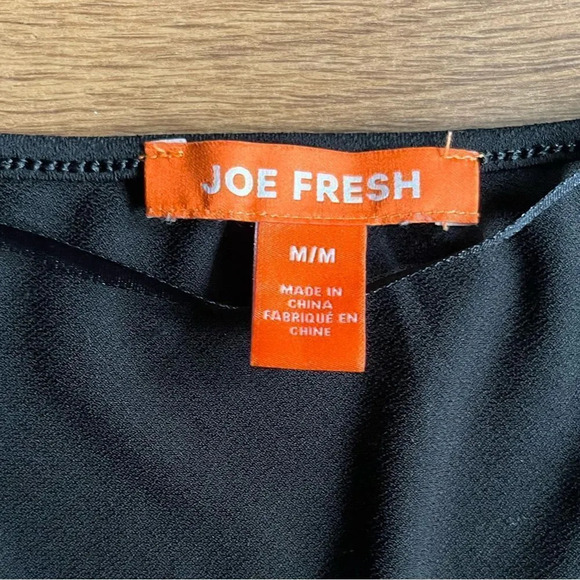 JOE FRESH
M/M
MADE IN
CHINA
FABRIQUÉ EN
CHINE